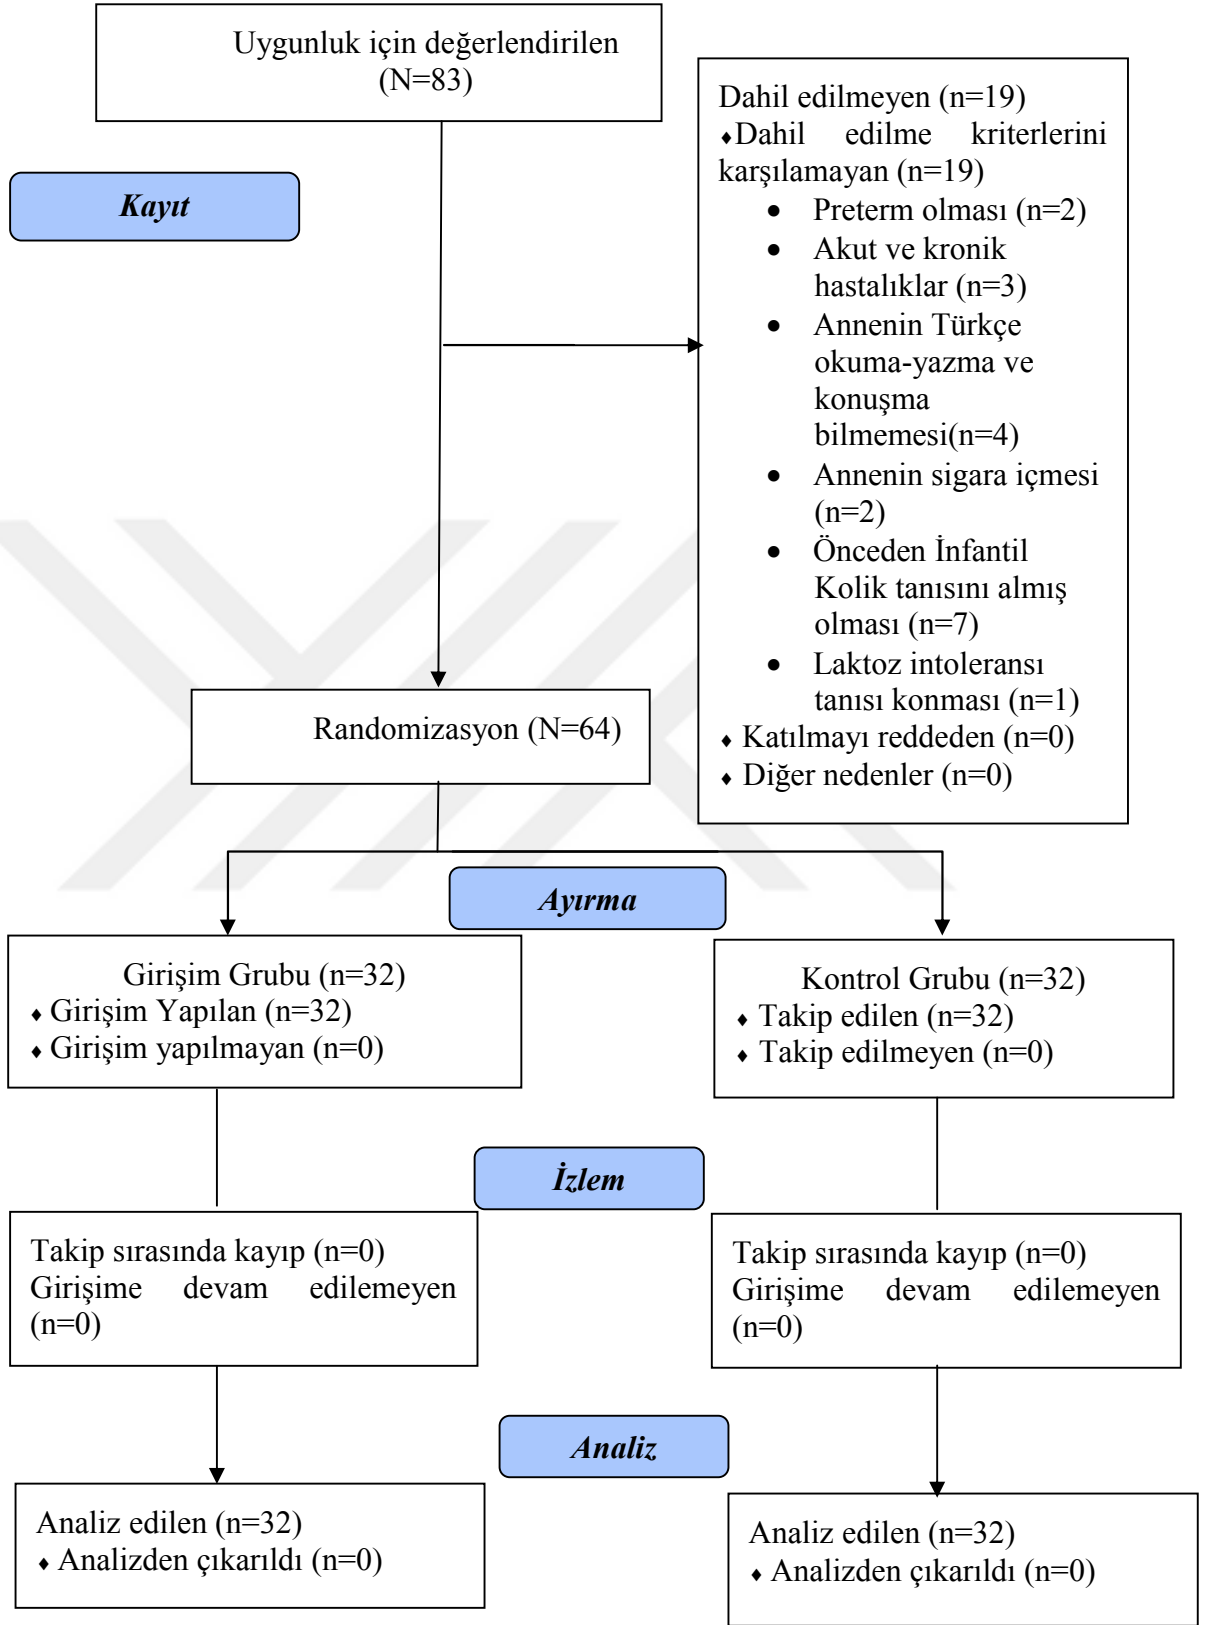 Uygunluk için değerlendirilen
(N=83)
Dahil edilmeyen (n=19)
⬧Dahil edilme kriterlerini
karşılamayan (n=19)
• Preterm olması (n=2)
• Akut ve kronik
hastalıklar (n=3)
• Annenin Türkçe
okuma-yazma ve
konuşma
bilmemesi(n=4)
• Annenin sigara içmesi
(n=2)
• Önceden İnfantil
Kolik tanısını almış
olması (n=7)
• Laktoz intoleransı
tanısı konması (n=1)
⬧ Katılmayı reddeden (n=0)
⬧ Diğer nedenler (n=0)
Kayıt
Randomizasyon (N=64)
Ayırma
Girişim Grubu (n=32)
⬧ Girişim Yapılan (n=32)
⬧ Girişim yapılmayan (n=0)
Kontrol Grubu (n=32)
⬧ Takip edilen (n=32)
⬧ Takip edilmeyen (n=0)
İzlem
Takip sırasında kayıp (n=0)
Girişime devam edilemeyen
(n=0)
Takip sırasında kayıp (n=0)
Girişime devam edilemeyen
(n=0)
Analiz
Analiz edilen (n=32)
⬧ Analizden çıkarıldı (n=0)
Analiz edilen (n=32)
⬧ Analizden çıkarıldı (n=0)